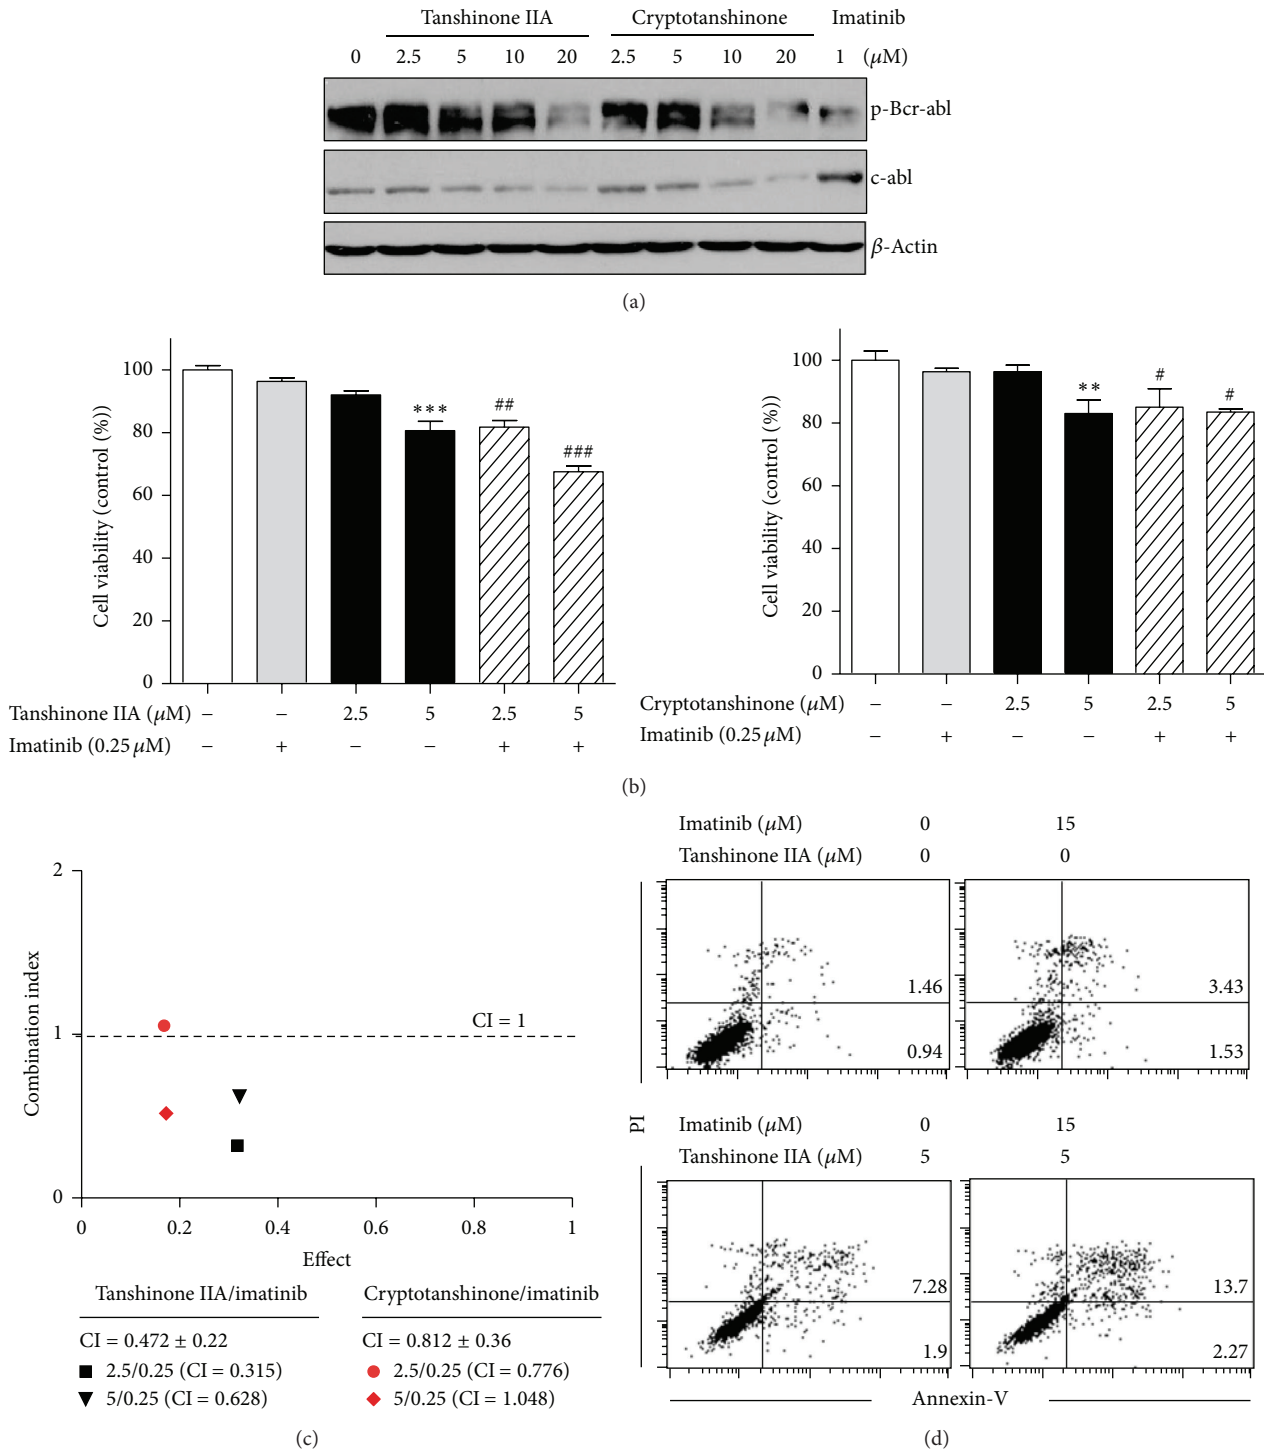 Tanshinone IIA Cryptotanshinone Imatinib
0 2.5 5 10 20 2.5 5 10 20 1 (μM)
p-Bcr-abl
c-abl
β-Actin
(a)
Cell viability (control (%))
100
80
60
40
20
0
*** ## ###
Tanshinone IIA (μM) − − 2.5 5 2.5 5
Imatinib (0.25 μM) − + − − + +
Cell viability (control (%))
100
80
60
40
20
0
** # #
Cryptotanshinone (μM) − − 2.5 5 2.5 5
Imatinib (0.25 μM) − + − − + +
(b)
Combination index
2
1
0
CI = 1
0 0.2 0.4 0.6 0.8 1
Effect
Tanshinone IIA/imatinib
CI = 0.472 ± 0.22
2.5/0.25 (CI = 0.315)
5/0.25 (CI = 0.628)
Cryptotanshinone/imatinib
CI = 0.812 ± 0.36
2.5/0.25 (CI = 0.776)
5/0.25 (CI = 1.048)
(c)
Imatinib (μM) 0 15
Tanshinone IIA (μM) 0 0
1.46
0.94
3.43
1.53
PI
Imatinib (μM) 0 15
Tanshinone IIA (μM) 5 5
7.28
1.9
13.7
2.27
Annexin-V
(d)